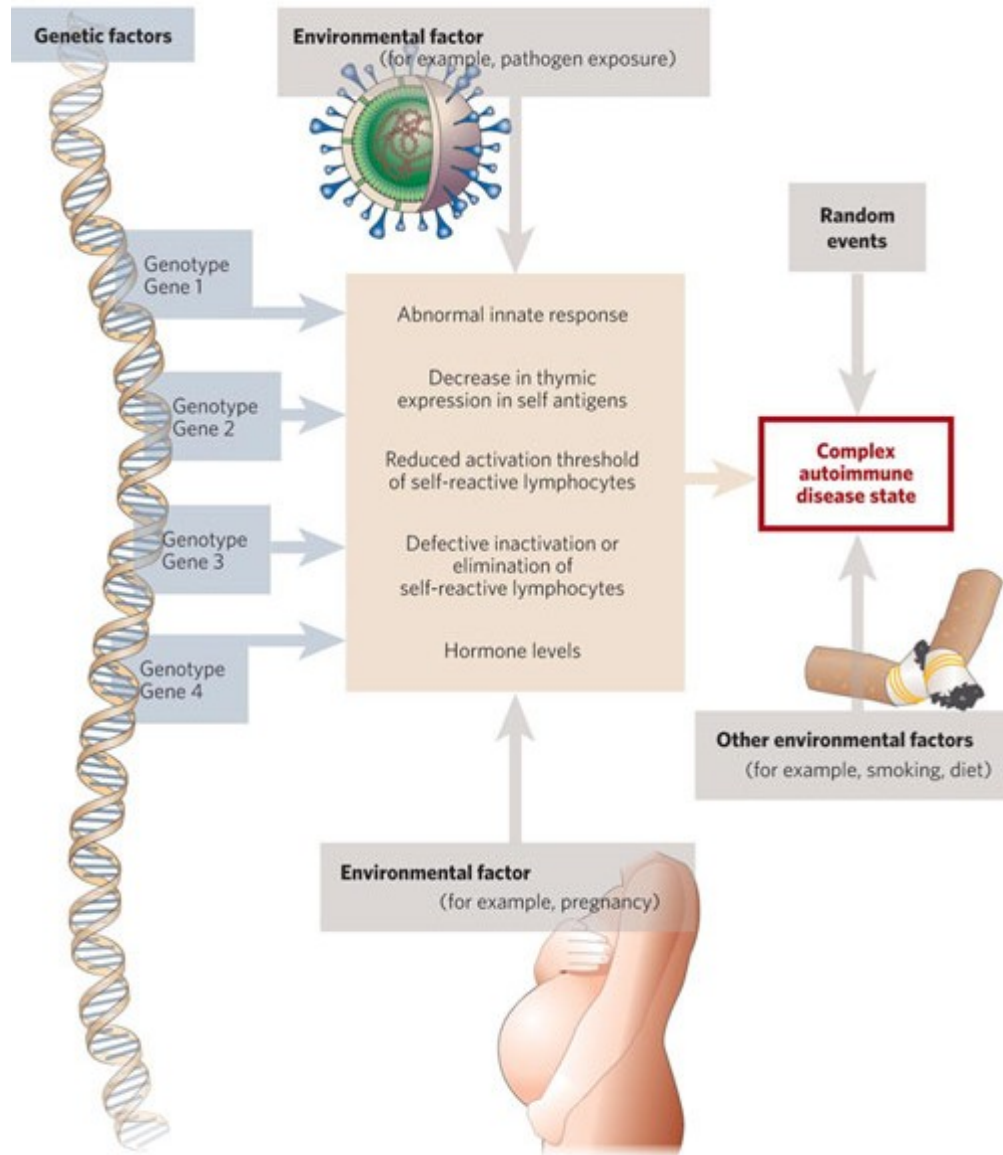 Genetic factors
Environmental factor
(for example, pathogen exposure)
Random
events
Genotype
Gene 1
Genotype
Gene 2
Genotype
Gene 3
Genotype
Gene 4
Abnormal innate response
Decrease in thymic
expression in self antigens
Reduced activation threshold
of self-reactive lymphocytes
Defective inactivation or
elimination of
self-reactive lymphocytes
Hormone levels
Complex
autoimmune
disease state
Other environmental factors
(for example, smoking, diet)
Environmental factor
(for example, pregnancy)